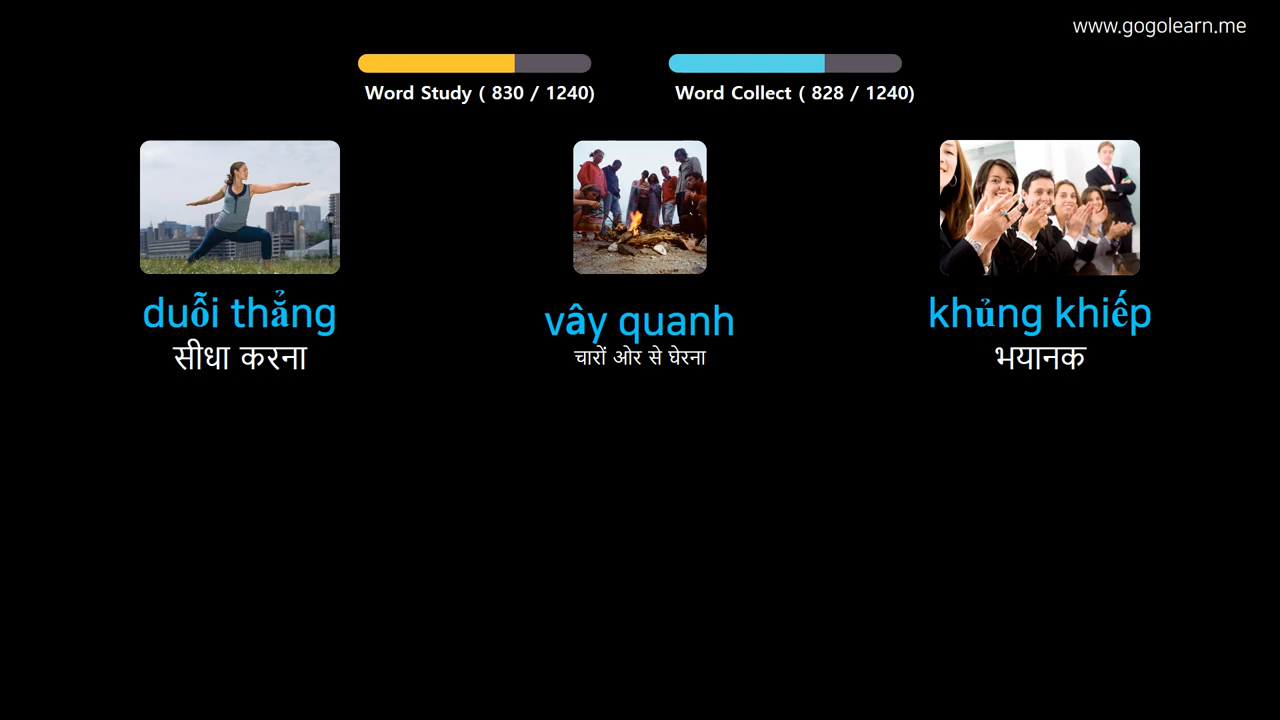 www.gogolearn.me
Word Study ( 830 / 1240)
Word Collect ( 828 / 1240)
duỗi thẳng
सीधा करना
vây quanh
चारों ओर से घेरना
khủng khiếp
भयानक